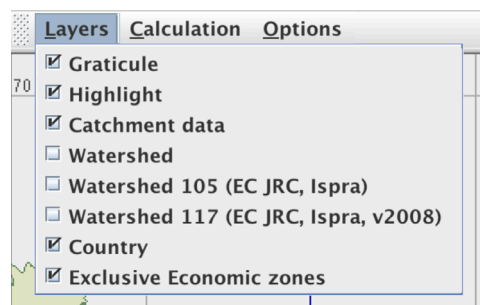 Layers Calculation Options
Graticule
70
Highlight
Catchment data
Watershed
Watershed 105 (EC JRC, Ispra)
Watershed 117 (EC JRC, Ispra, v2008)
Country
Exclusive Economic zones